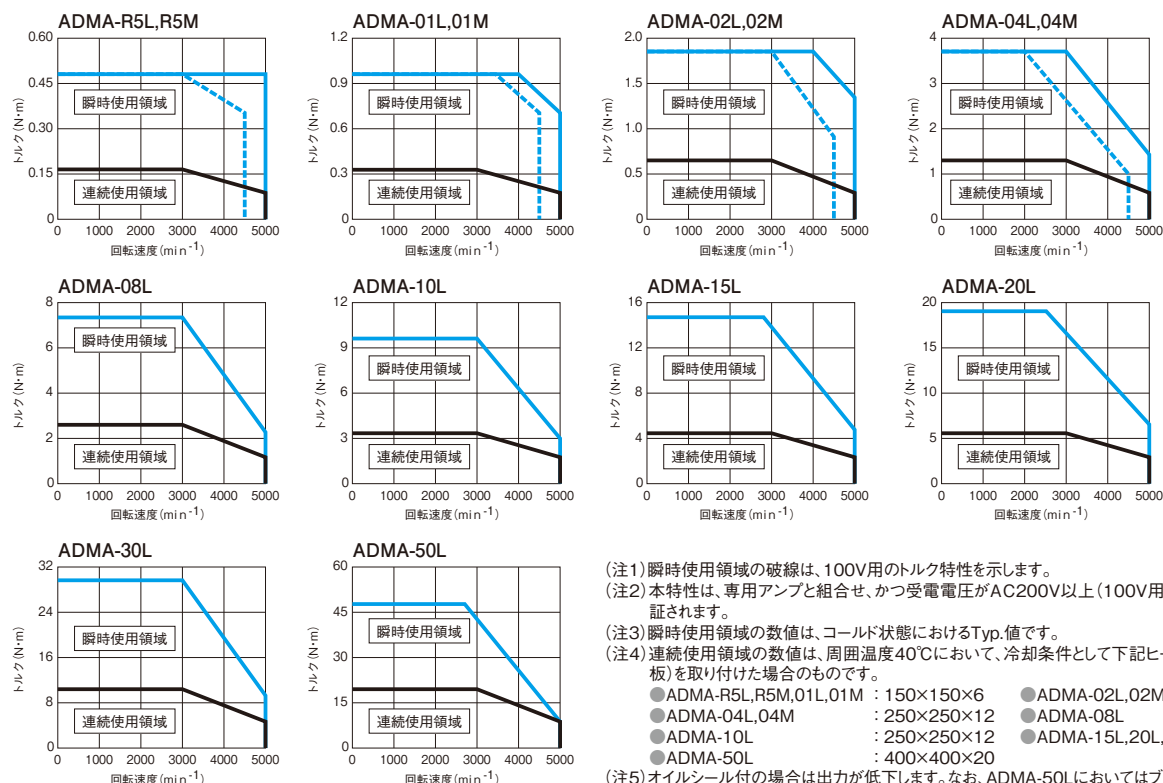 ADMA-R5L,R5M
0.60
0.45
0.30
0.15
0
トルク(N・m)
瞬時使用領域
連続使用領域
0 1000 2000 3000 4000 5000
回転速度(min-1)
ADMA-01L,01M
1.2
0.9
0.6
0.3
0
トルク(N・m)
瞬時使用領域
連続使用領域
0 1000 2000 3000 4000 5000
回転速度(min-1)
ADMA-02L,02M
2.0
1.5
1.0
0.5
0
トルク(N・m)
瞬時使用領域
連続使用領域
0 1000 2000 3000 4000 5000
回転速度(min-1)
ADMA-04L,04M
4
3
2
1
0
トルク(N・m)
瞬時使用領域
連続使用領域
0 1000 2000 3000 4000 5000
回転速度(min-1)
ADMA-08L
8
6
4
2
0
トルク(N・m)
瞬時使用領域
連続使用領域
0 1000 2000 3000 4000 5000
回転速度(min-1)
ADMA-10L
12
9
6
3
0
トルク(N・m)
瞬時使用領域
連続使用領域
0 1000 2000 3000 4000 5000
回転速度(min-1)
ADMA-15L
16
12
8
4
0
トルク(N・m)
瞬時使用領域
連続使用領域
0 1000 2000 3000 4000 5000
回転速度(min-1)
ADMA-20L
20
15
10
5
0
トルク(N・m)
瞬時使用領域
連続使用領域
0 1000 2000 3000 4000 5000
回転速度(min-1)
ADMA-30L
32
24
16
8
0
トルク(N・m)
瞬時使用領域
連続使用領域
0 1000 2000 3000 4000 5000
回転速度(min-1)
ADMA-50L
60
45
30
15
0
トルク(N・m)
瞬時使用領域
連続使用領域
0 1000 2000 3000 4000 5000
回転速度(min-1)
(注1)瞬時使用領域の破線は、100V用のトルク特性を示します。
(注2)本特性は、専用アンプと組合せ、かつ受電電圧がAC200V以上(100V用
証されます。
(注3)瞬時使用領域の数値は、コールド状態におけるTyp.値です。
(注4)連続使用領域の数値は、周囲温度40℃において、冷却条件として下記ヒー
板)を取り付けた場合のものです。
●ADMA-R5L,R5M,01L,01M :150×150×6 ●ADMA-02L,02M
●ADMA-04L,04M :250×250×12 ●ADMA-08L
●ADMA-10L :250×250×12 ●ADMA-15L,20L,
●ADMA-50L :400×400×20
(注5)オイルシール付の場合は出力が低下します。なお、ADMA-50Lにおいてはブ